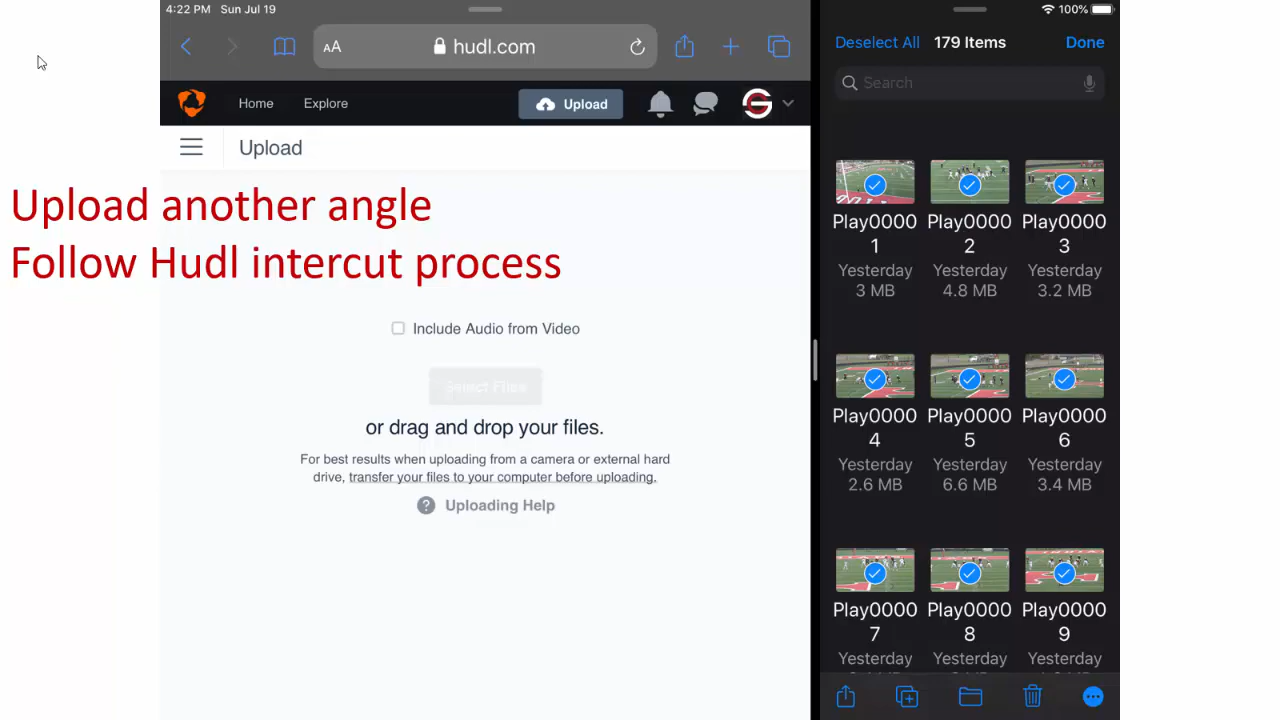 4:22 PM Sun Jul 19
100%
AA hudl.com
Deselect All 179 Items Done
Search
Home Explore Upload
Upload
Upload another angle
Follow Hudl intercut process
Include Audio from Video
Select Files
or drag and drop your files.
For best results when uploading from a camera or external hard
drive, transfer your files to your computer before uploading.
? Uploading Help
Play0000 Play0000 Play0000
1 2 3
Yesterday Yesterday Yesterday
3 MB 4.8 MB 3.2 MB
Play0000 Play0000 Play0000
4 5 6
Yesterday Yesterday Yesterday
2.6 MB 6.6 MB 3.4 MB
Play0000 Play0000 Play0000
7 8 9
Yesterday Yesterday Yesterday